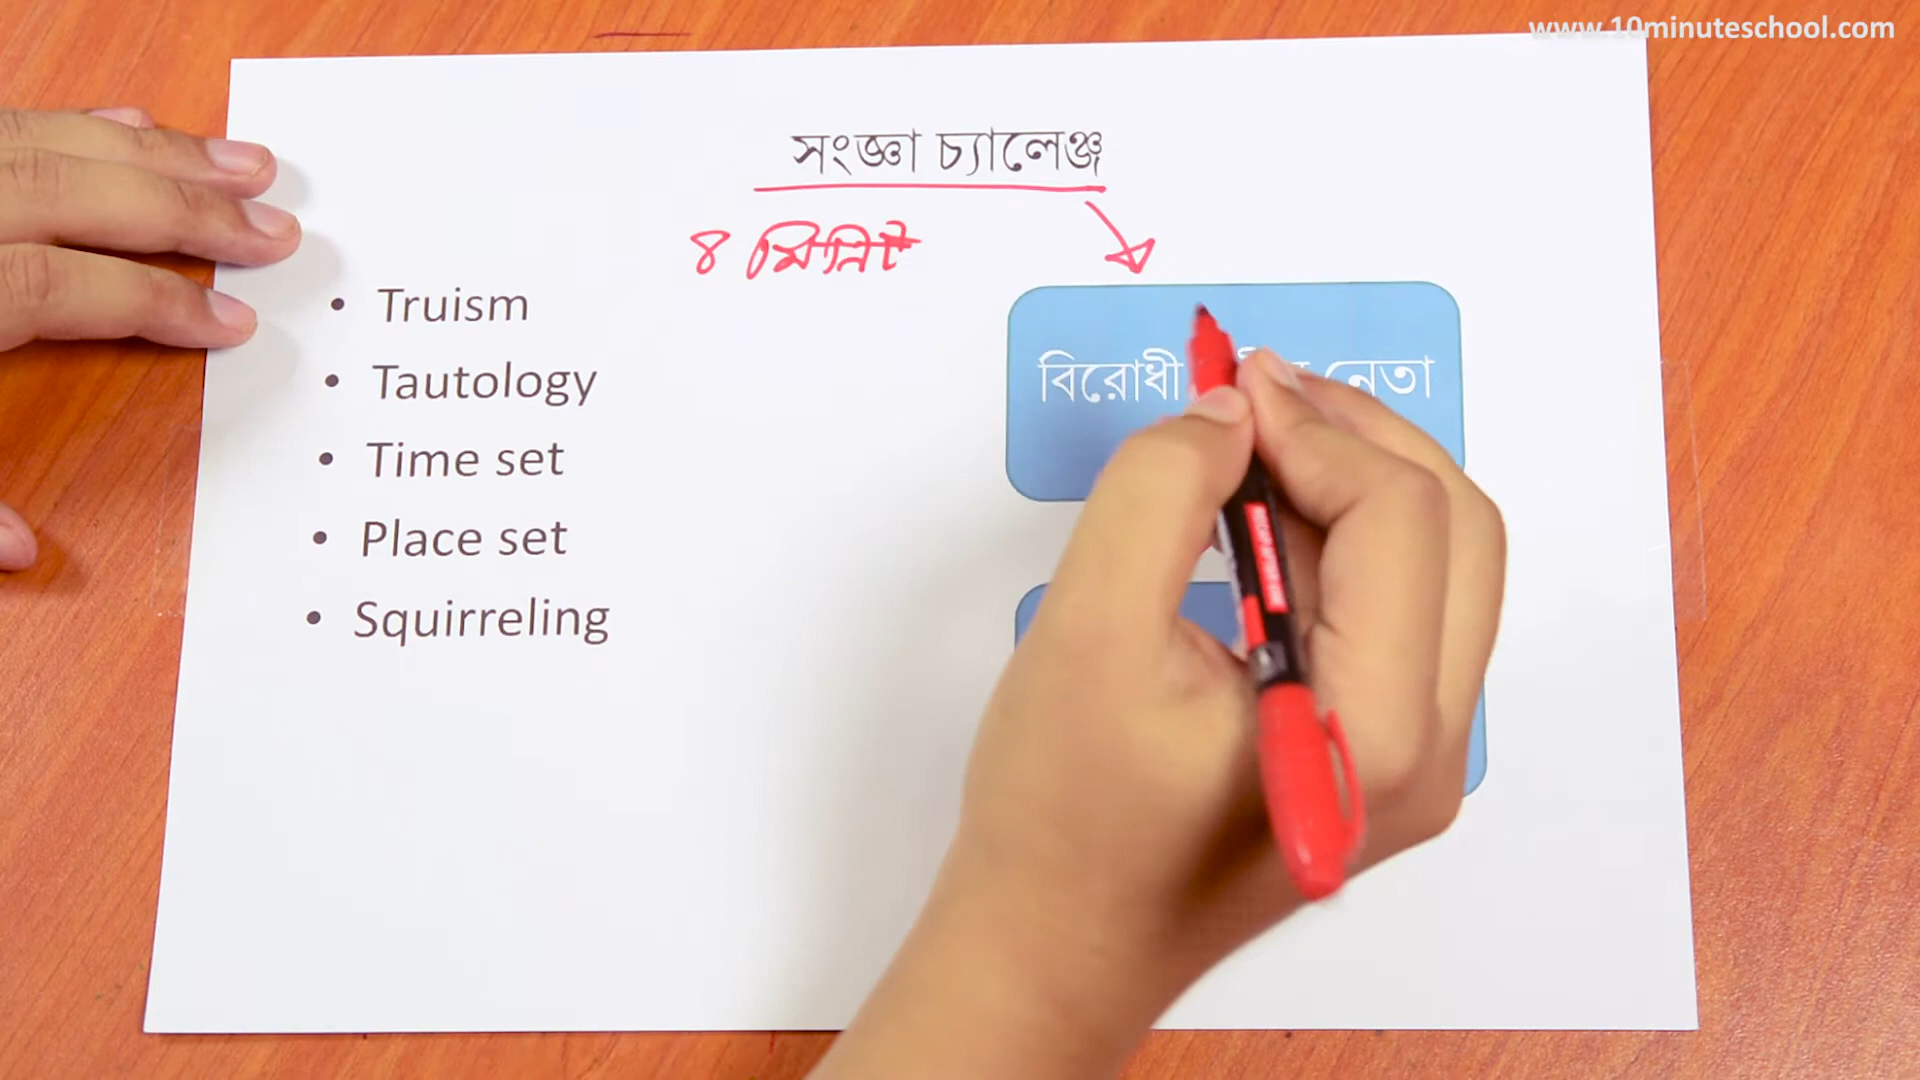 www.10minuteschool.com
সংজ্ঞা চ্যালেঞ্জ
৪ মিনিট
• Truism
• Tautology
• Time set
• Place set
• Squirreling
বিরোধী নেতা